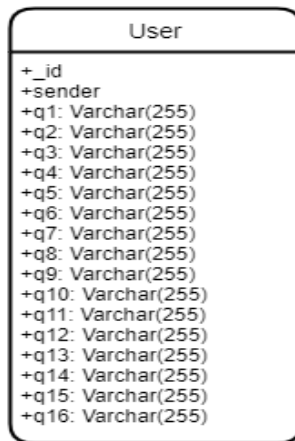 User
+_id
+sender
+q1: Varchar(255)
+q2: Varchar(255)
+q3: Varchar(255)
+q4: Varchar(255)
+q5: Varchar(255)
+q6: Varchar(255)
+q7: Varchar(255)
+q8: Varchar(255)
+q9: Varchar(255)
+q10: Varchar(255)
+q11: Varchar(255)
+q12: Varchar(255)
+q13: Varchar(255)
+q14: Varchar(255)
+q15: Varchar(255)
+q16: Varchar(255)